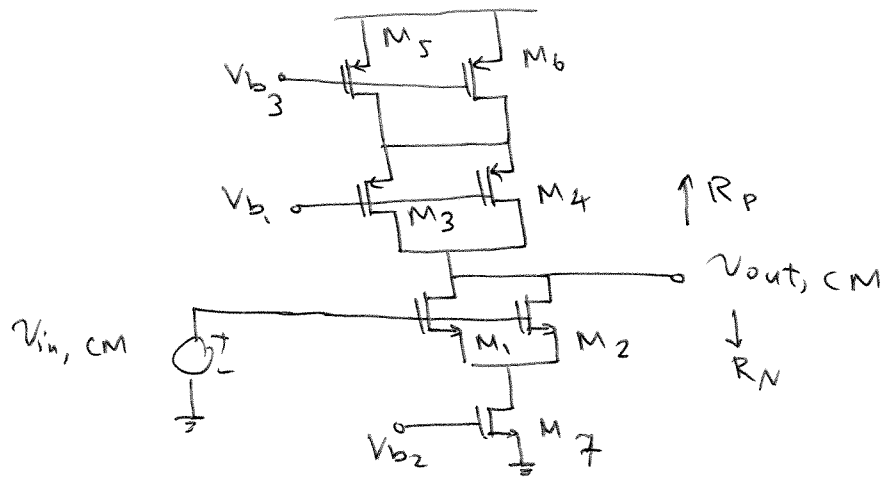 M5
M6
Vb3
Vb1
M3
M4
RP
Vout, CM
Vin, CM
+
-
M1
M2
RN
Vb2
M7